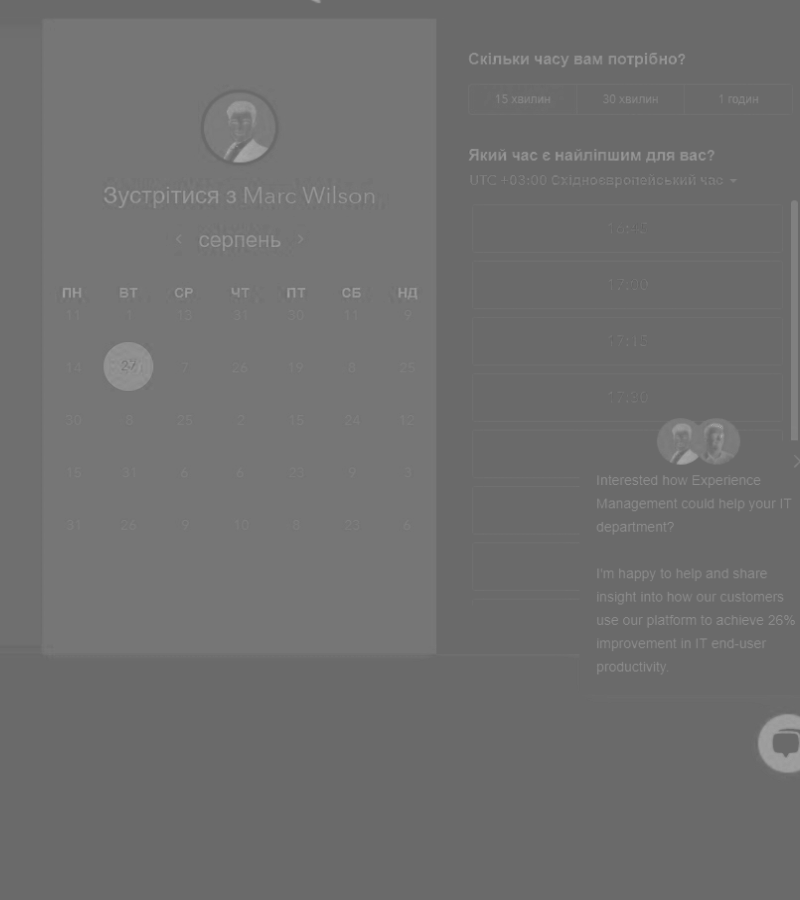 Зустрітися з Marc Wilson
серпень
ПН ВТ СР ЧТ ПТ СБ НД
11 1 13 31 30 11 9
14 27 7 26 19 8 25
30 8 25 2 15 24 12
15 31 6 6 23 9 3
31 26 9 10 8 23 6
Скільки часу вам потрібно?
15 хвилин 30 хвилин 1 годин
Який час є найліпшим для вас?
UTC +03:00 Східноєвропейський час
16:45
17:00
17:15
17:30
Interested how Experience
Management could help your IT
department?
I'm happy to help and share
insight into how our customers
use our platform to achieve 26%
improvement in IT end-user
productivity.